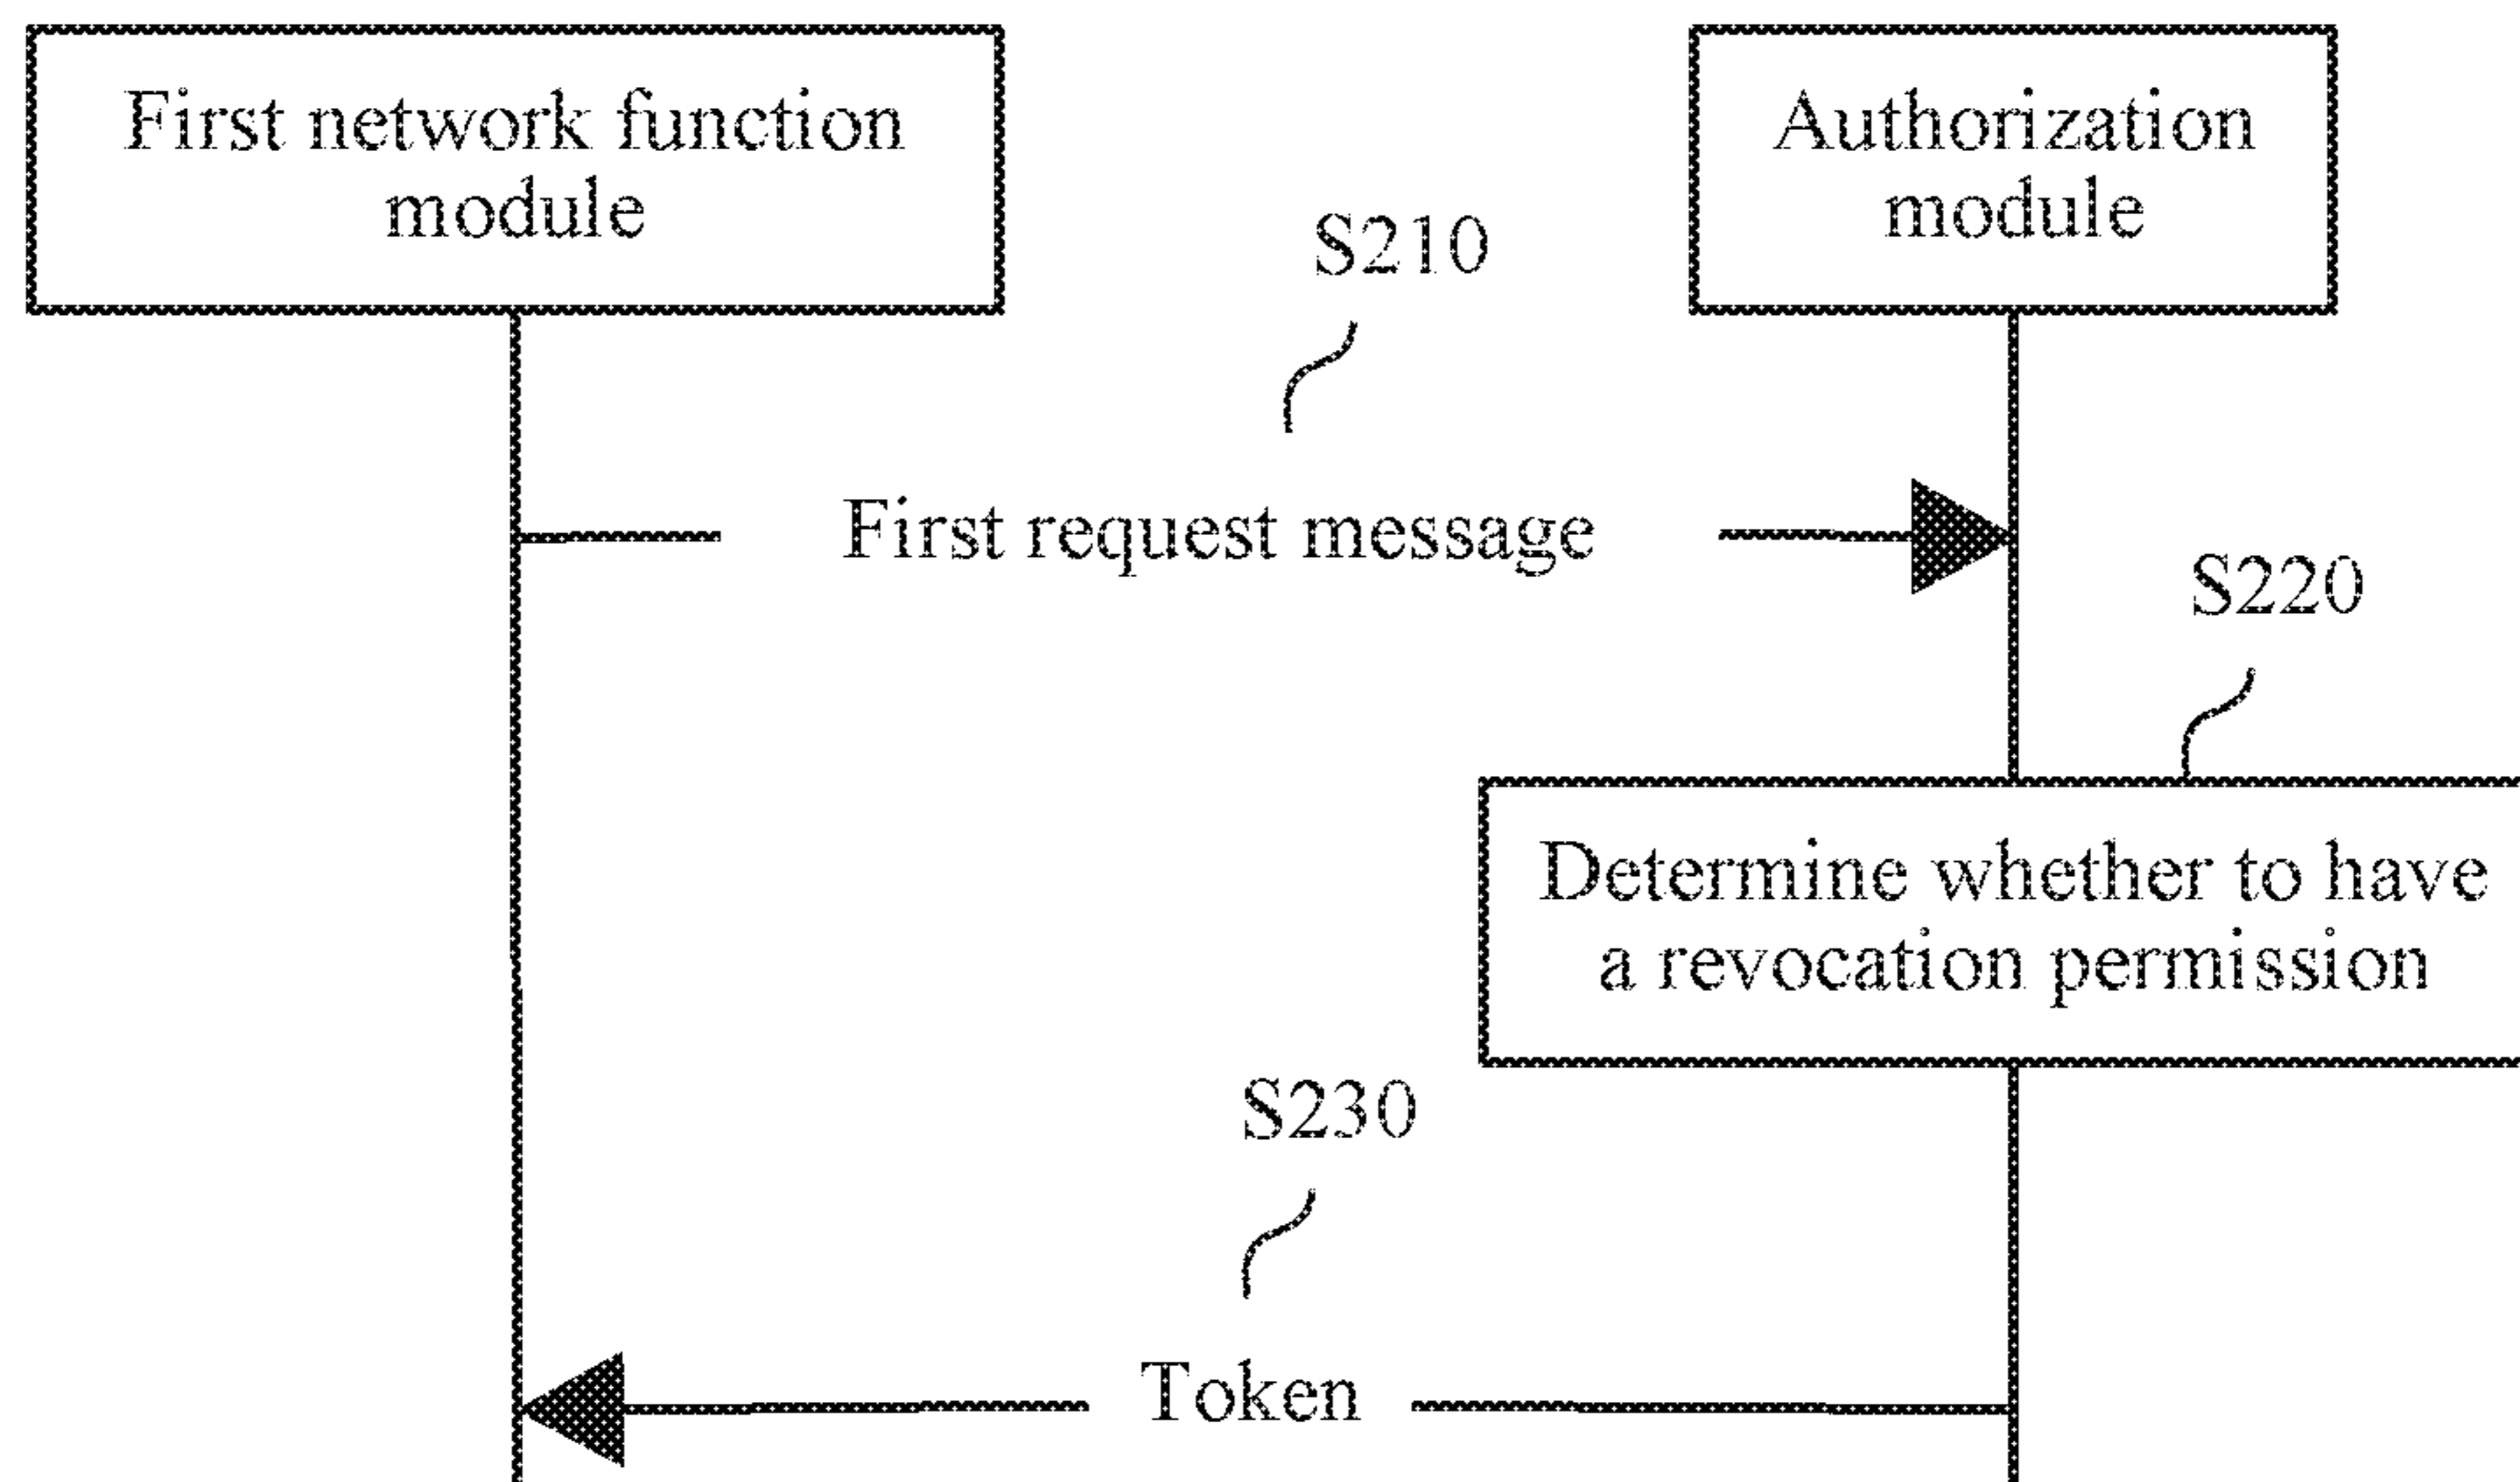 First network function
module
Authorization
module
S210
First request message
S220
Determine whether to have
a revocation permission
S230
Token